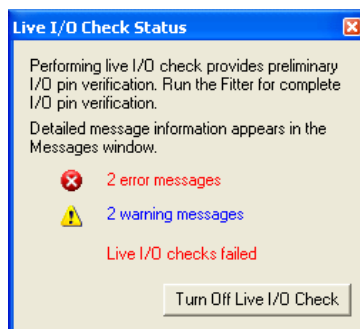 Live I/O Check Status
Performing live I/O check provides preliminary
I/O pin verification. Run the Fitter for complete
I/O pin verification.
Detailed message information appears in the
Messages window.
2 error messages
2 warning messages
Live I/O checks failed
Turn Off Live I/O Check